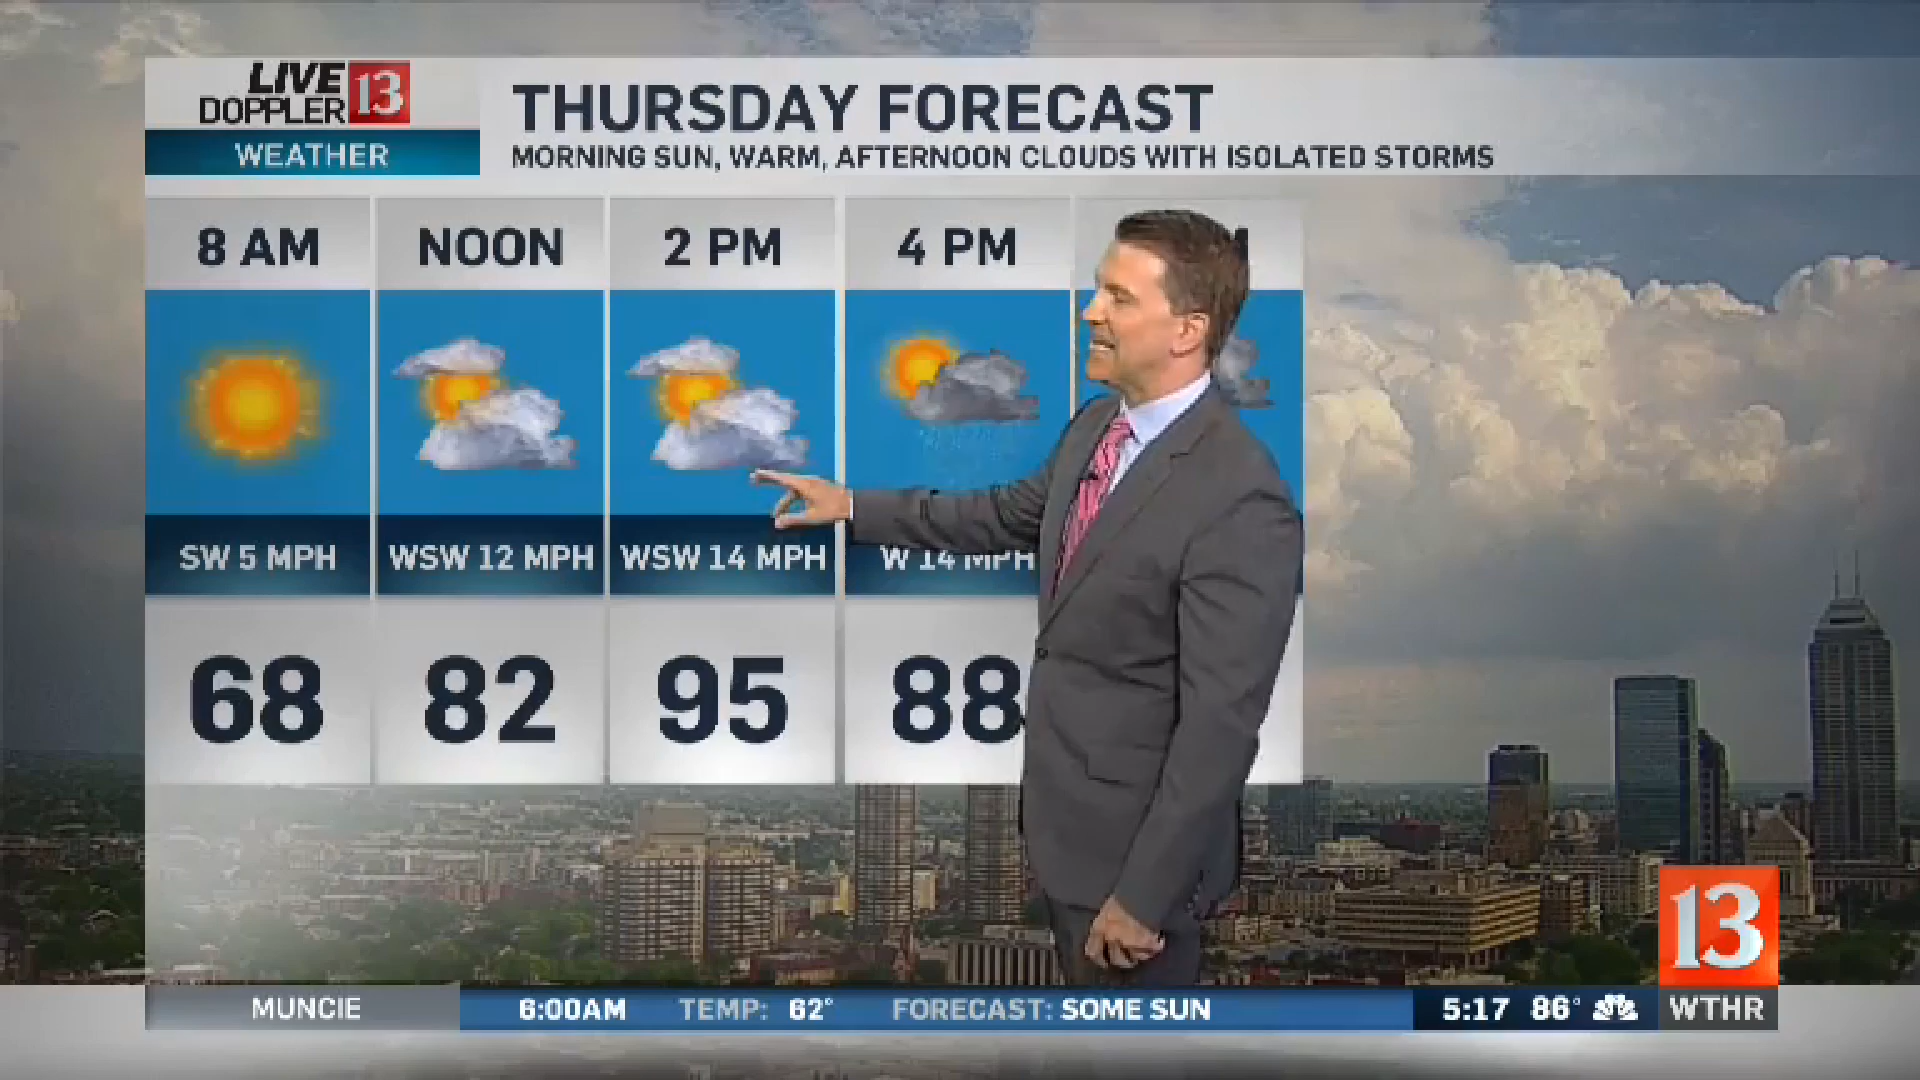 LIVE
DOPPLER 13
WEATHER
THURSDAY FORECAST
MORNING SUN, WARM, AFTERNOON CLOUDS WITH ISOLATED STORMS
8 AM NOON 2 PM 4 PM
SW 5 MPH WSW 12 MPH WSW 14 MPH W 14 MPH
68 82 95 88
13
MUNCIE 6:00AM TEMP: 62° FORECAST: SOME SUN 5:17 86° WTHR